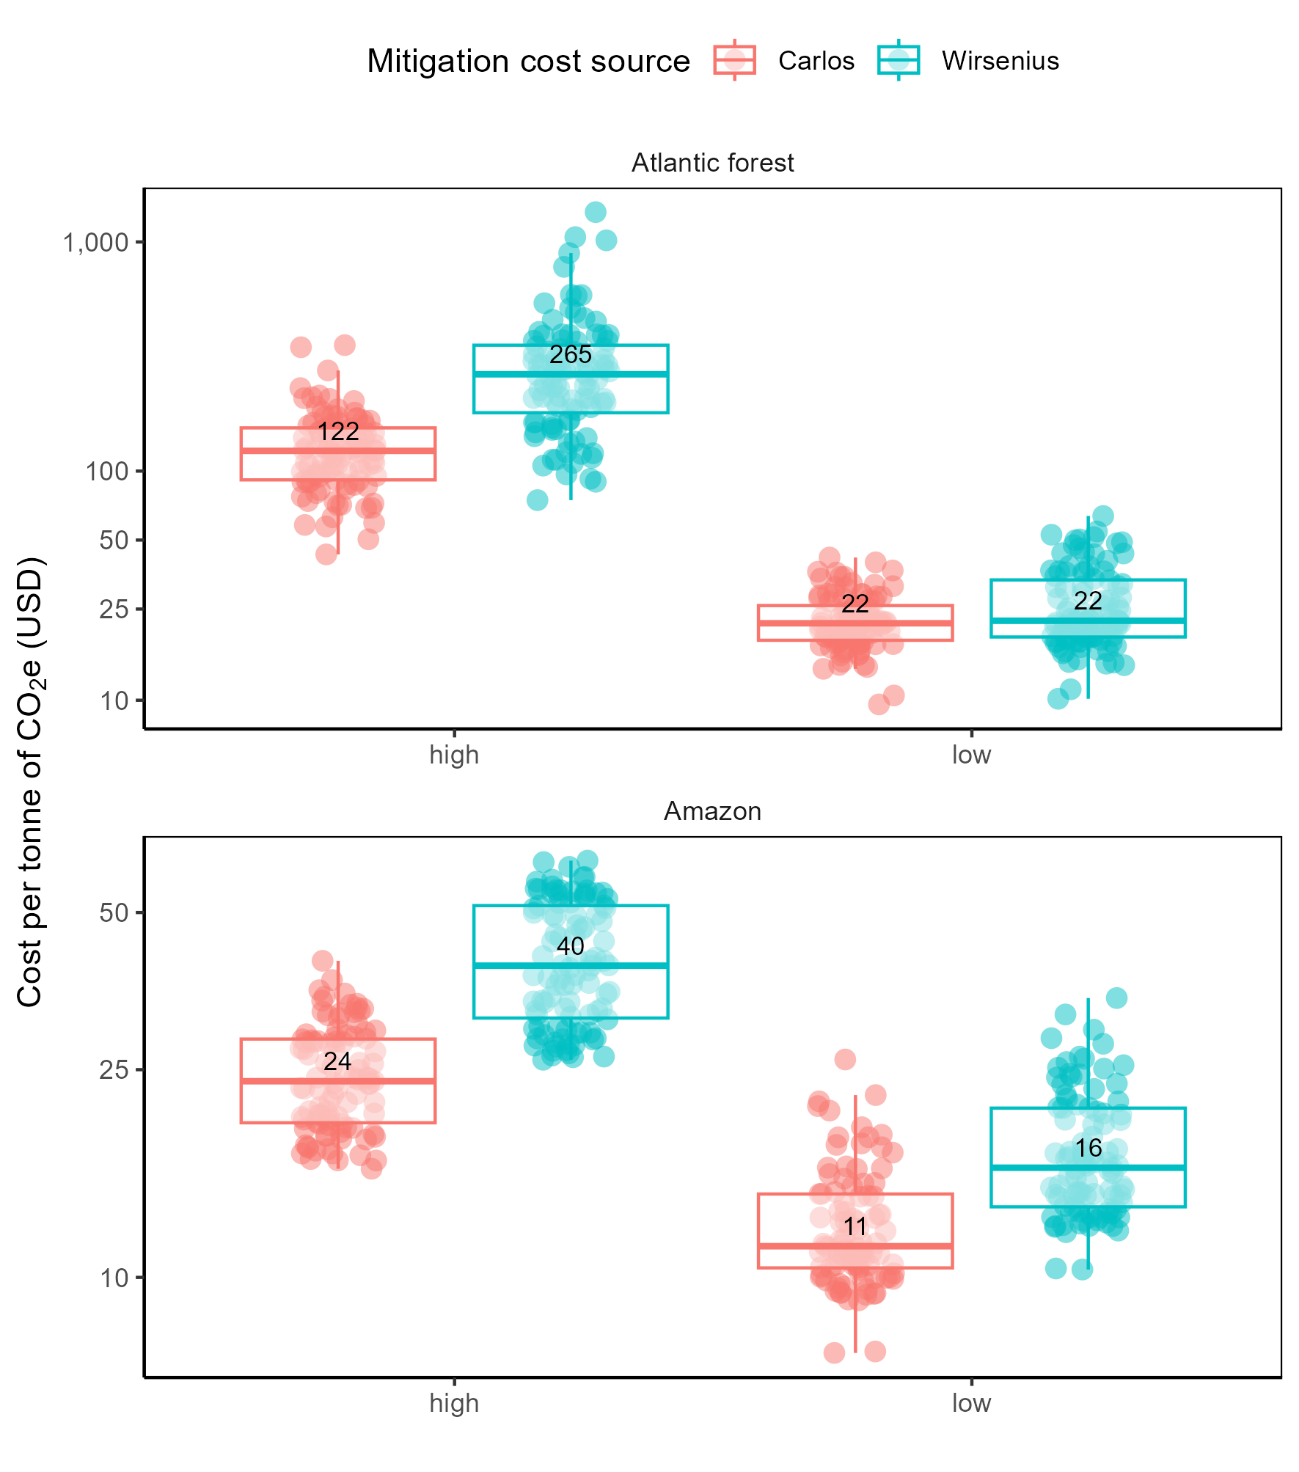 Mitigation cost source Carlos Wirsenius
Atlantic forest
Cost per tonne of CO₂e (USD)
1,000
100
50
25
10
265
122
22
22
high low
Amazon
50
25
10
40
24
16
11
high low